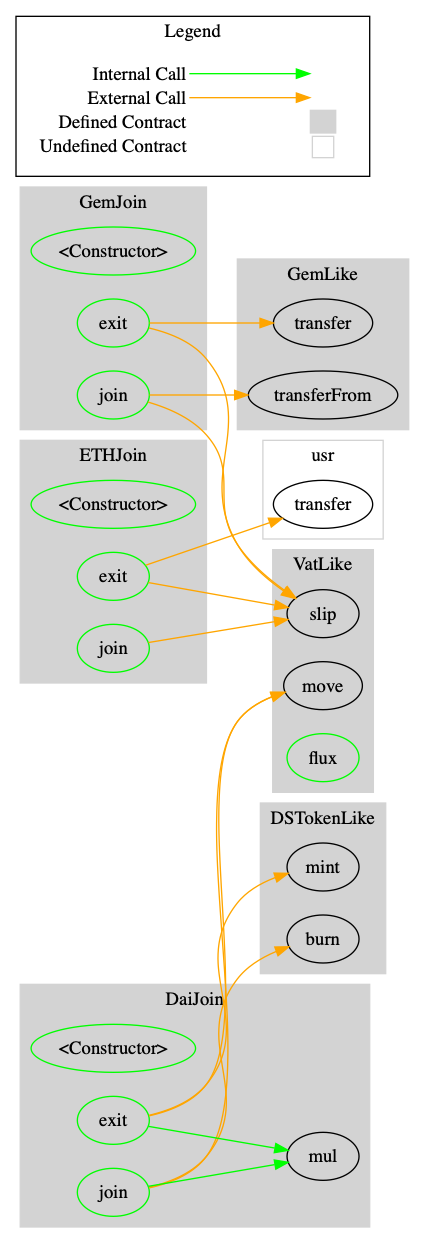 Legend
Internal Call
External Call
Defined Contract
Undefined Contract
GemJoin
<Constructor>
exit
join
GemLike
transfer
transferFrom
ETHJoin
<Constructor>
exit
join
usr
transfer
VatLike
slip
move
flux
DSTokenLike
mint
burn
DaiJoin
<Constructor>
exit
join
mul